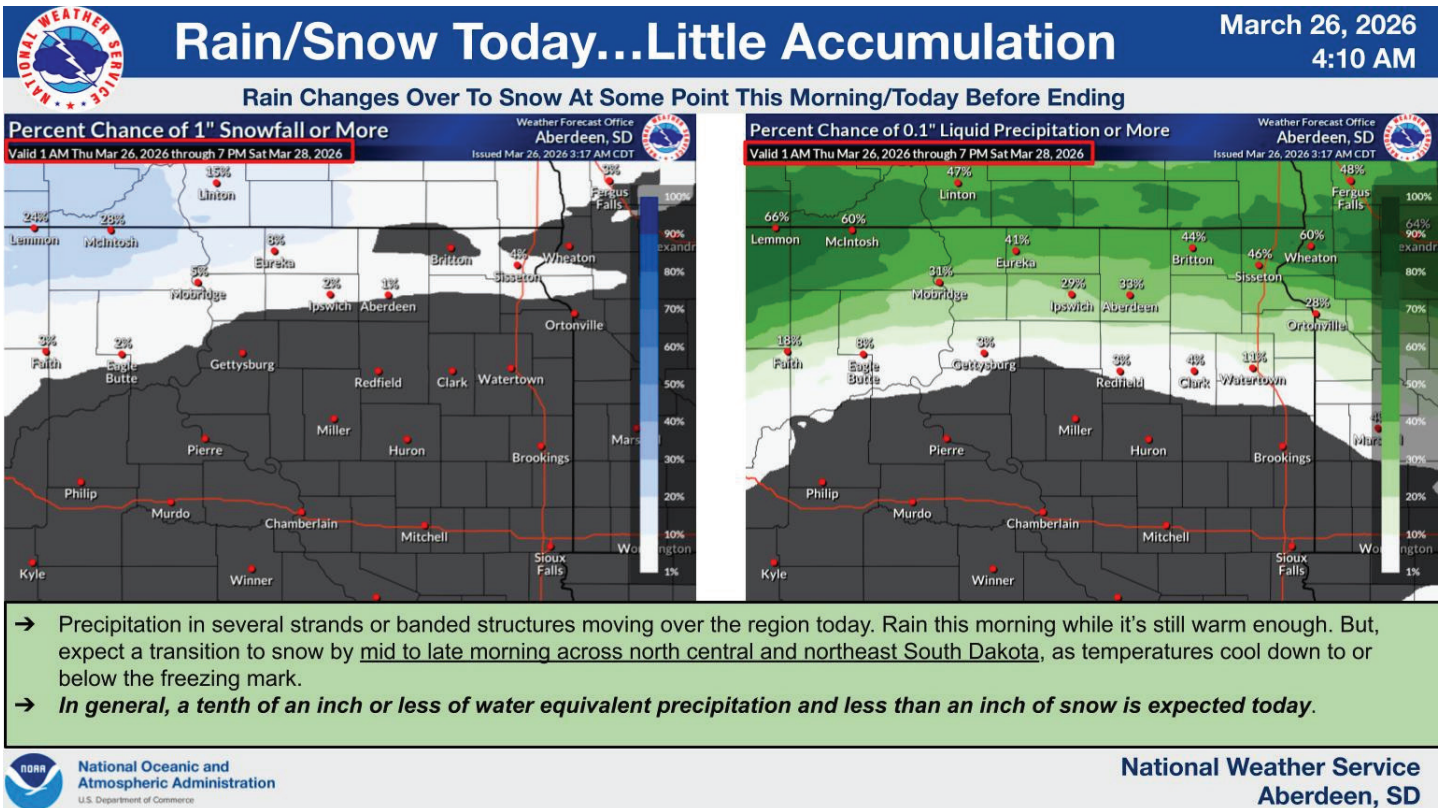 NATIONAL WEATHER SERVICE
Rain/Snow Today...Little Accumulation
March 26, 2026
4:10 AM
Rain Changes Over To Snow At Some Point This Morning/Today Before Ending
Percent Chance of 1" Snowfall or More
Weather Forecast Office
Aberdeen, SD
Valid 1 AM Thu Mar 26, 2026 through 7 PM Sat Mar 28, 2026
Issued Mar 26, 2026 3:17 AM CDT
15%
Linton
3%
Fergus
Falls
100%
24%
Lemmon
28%
McIntosh
90%
8%
Eureka
Britton
4%
Sisseton
Wheaton
80%
5%
Mobridge
2%
Ipswich
1%
Aberdeen
70%
Ortonville
3%
Faith
2%
Eagle
Butte
Gettysburg
60%
Redfield
Clark
Watertown
50%
Miller
40%
Pierre
Huron
Brookings
30%
Philip
20%
Murdo
Chamberlain
Mitchell
10%
Sioux
Falls
Kyle
Winner
1%
Percent Chance of 0.1" Liquid Precipitation or More
Weather Forecast Office
Aberdeen, SD
Valid 1 AM Thu Mar 26, 2026 through 7 PM Sat Mar 28, 2026
Issued Mar 26, 2026 3:17 AM CDT
47%
Linton
48%
Fergus
Falls
100%
66%
Lemmon
60%
McIntosh
64%
90%
41%
Eureka
44%
Britton
46%
Sisseton
60%
Wheaton
80%
31%
Mobridge
29%
Ipswich
33%
Aberdeen
70%
28%
Ortonville
18%
Faith
8%
Eagle
Butte
3%
Gettysburg
60%
3%
Redfield
4%
Clark
11%
Watertown
50%
Miller
40%
Pierre
Huron
Brookings
30%
Philip
20%
Murdo
Chamberlain
Mitchell
10%
Sioux
Falls
Kyle
Winner
1%
➔ Precipitation in several strands or banded structures moving over the region today. Rain this morning while it's still warm enough. But,
expect a transition to snow by mid to late morning across north central and northeast South Dakota, as temperatures cool down to or
below the freezing mark.
➔ In general, a tenth of an inch or less of water equivalent precipitation and less than an inch of snow is expected today.
NOAA
National Oceanic and
Atmospheric Administration
U.S. Department of Commerce
National Weather Service
Aberdeen, SD